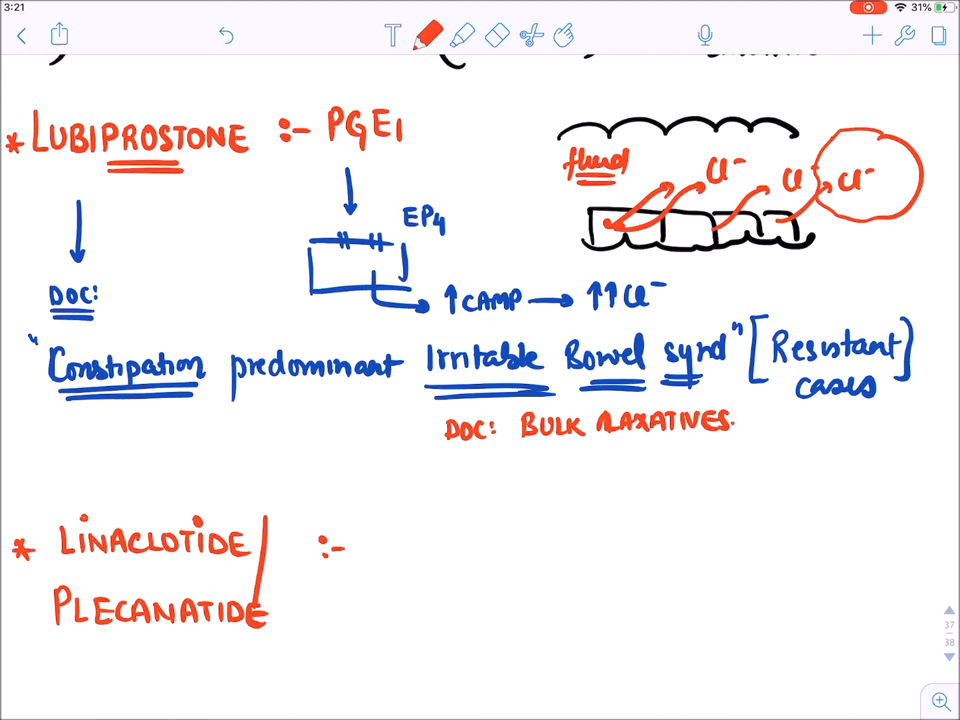 3:21
31%
T
* LUBIPROSTONE :- PGE1
fluid
Cl⁻ Cl⁻ Cl⁻
EP4
DOC:
↑ CAMP → ↑↑ Cl⁻
"Constipation predominant Irritable Bowel synd" [Resistant cases]
DOC: BULK LAXATIVES.
* LINACLOTIDE/ :-
PLECANATIDE
37
38